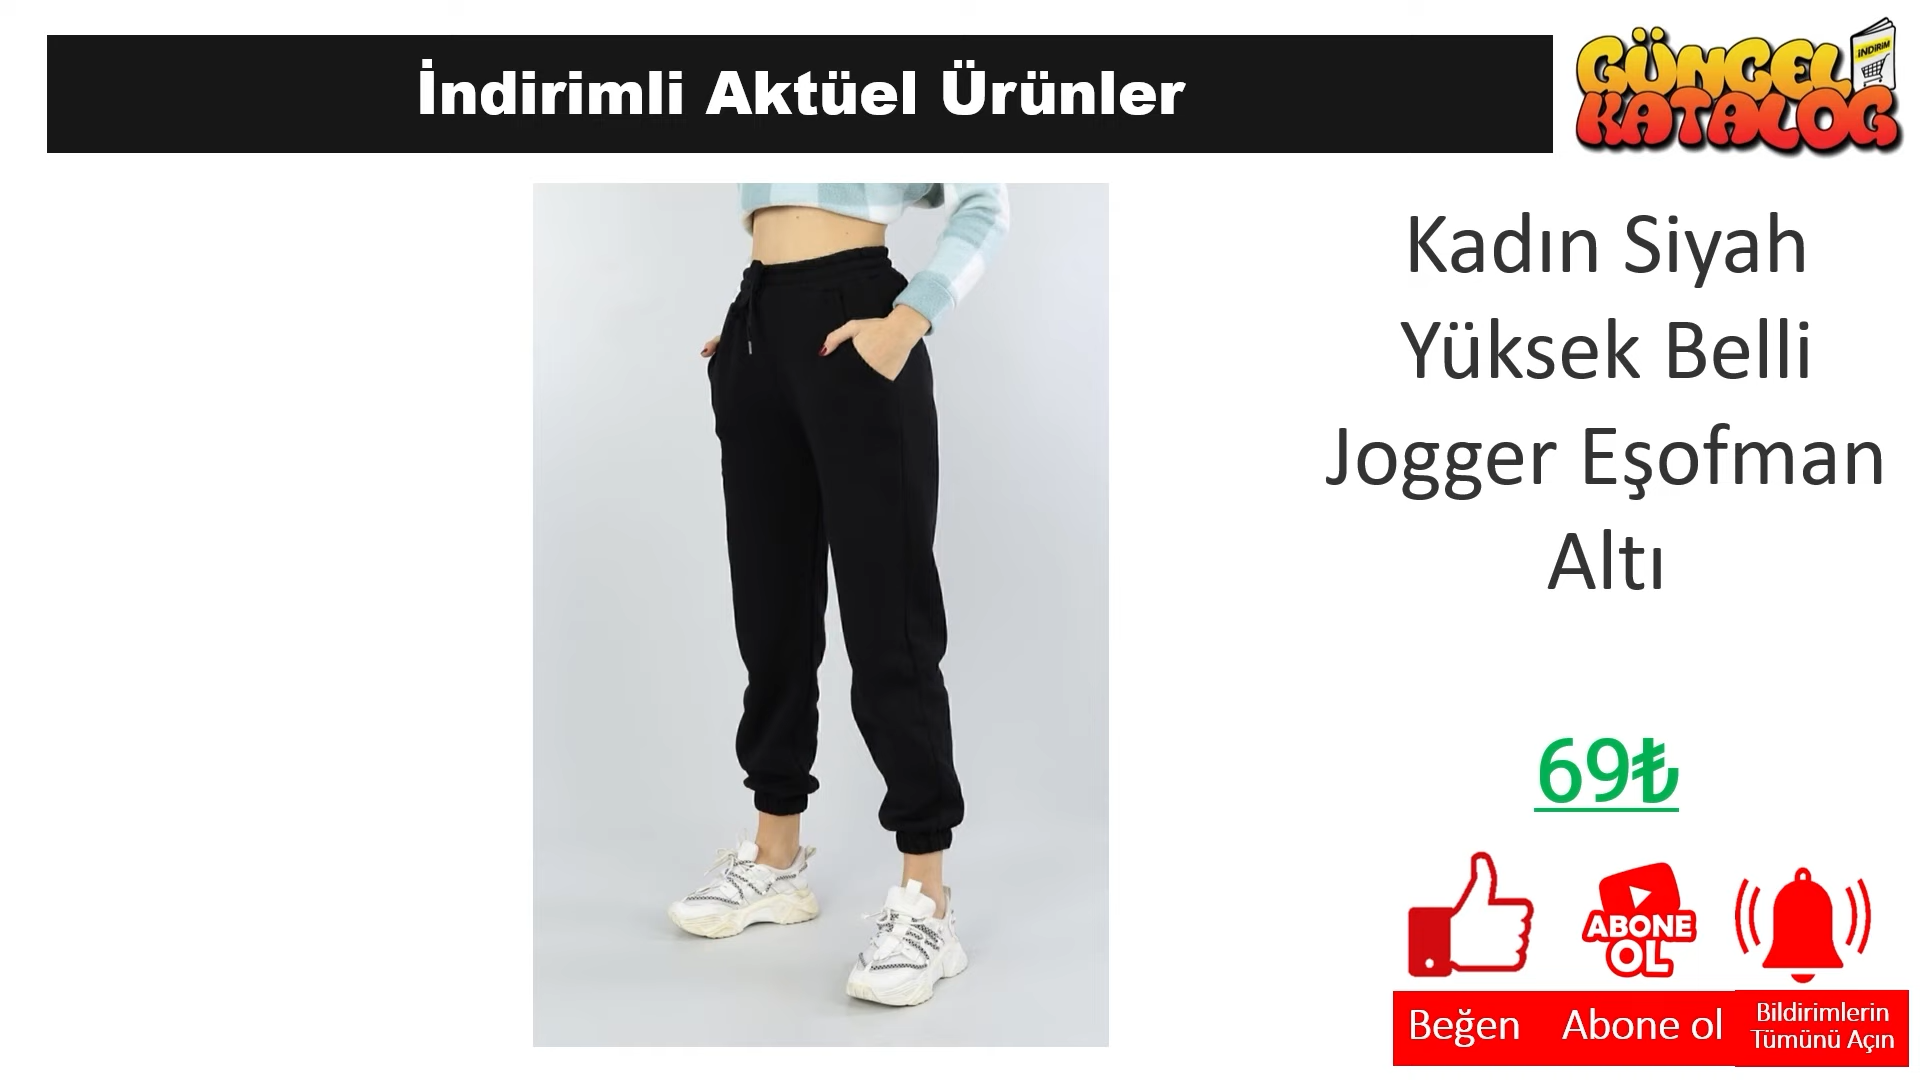 İndirimli Aktüel Ürünler
GÜNCEL
KATALOG
İNDİRİM
Kadın Siyah
Yüksek Belli
Jogger Eşofman
Altı
69₺
ABONE
OL
Beğen
Abone ol
Bildirimlerin
Tümünü Açın